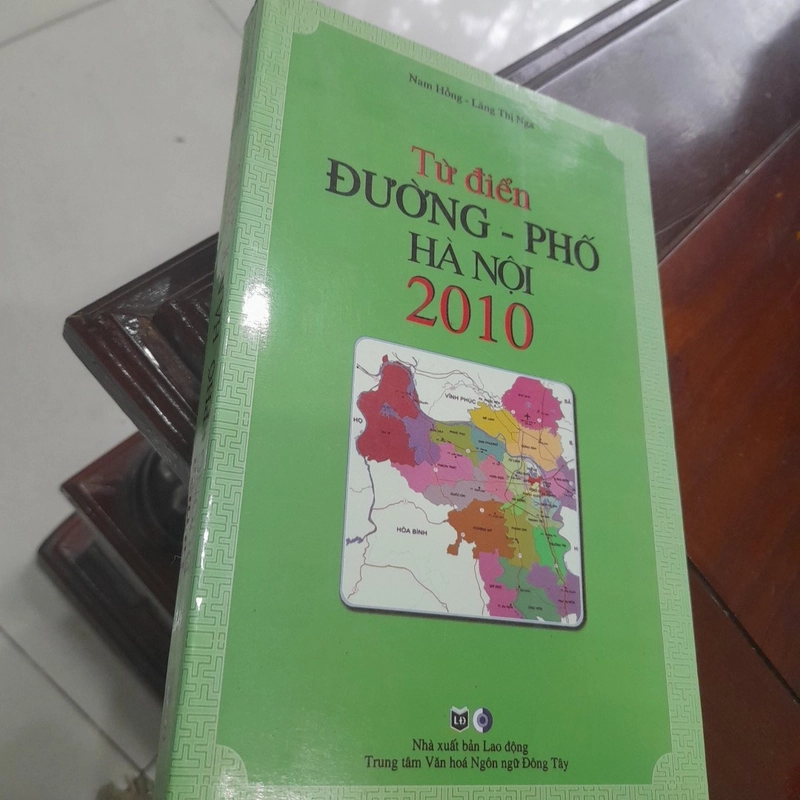 Nam Hồng - Lăng Thị Nga
Từ điển
ĐƯỜNG - PHỐ
HÀ NỘI
2010
VĨNH PHÚC
HÒA BÌNH
LĐ
Nhà xuất bản Lao động
Trung tâm Văn hoá Ngôn ngữ Đông Tây